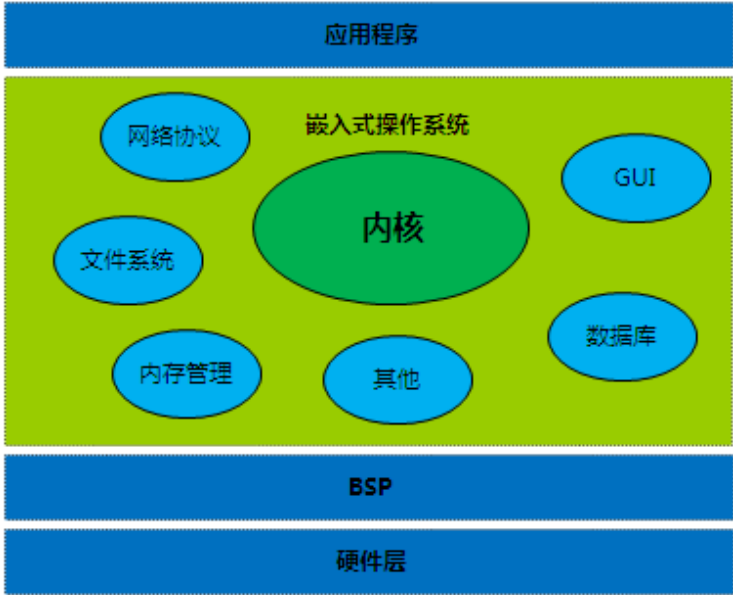 应用程序
嵌入式操作系统
网络协议
GUI
内核
文件系统
数据库
内存管理
其他
BSP
硬件层